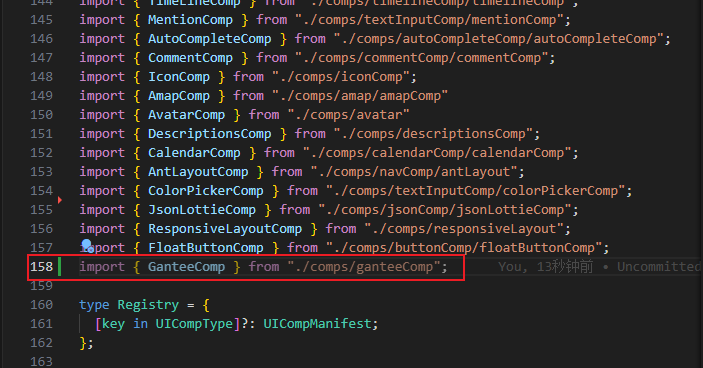 144 import { TimeLineComp } from "./comps/timelineComp/timelineComp";
145 import { MentionComp } from "./comps/textInputComp/mentionComp";
146 import { AutoCompleteComp } from "./comps/autoCompleteComp/autoCompleteComp";
147 import { CommentComp } from "./comps/commentComp/commentComp";
148 import { IconComp } from "./comps/iconComp";
149 import { AmapComp } from "./comps/amap/amapComp"
150 import { AvatarComp } from "./comps/avatar"
151 import { DescriptionsComp } from "./comps/descriptionsComp";
152 import { CalendarComp } from "./comps/calendarComp/calendarComp";
153 import { AntLayoutComp } from "./comps/navComp/antLayout";
154 import { ColorPickerComp } from "./comps/textInputComp/colorPickerComp";
155 import { JsonLottieComp } from "./comps/jsonComp/jsonLottieComp";
156 import { ResponsiveLayoutComp } from "./comps/responsiveLayout";
157 import { FloatButtonComp } from "./comps/buttonComp/floatButtonComp";
158 import { GanteeComp } from "./comps/ganteeComp"; You, 13秒钟前 • Uncommitted
159
160 type Registry = {
161 [key in UICompType]?: UICompManifest;
162 };
163